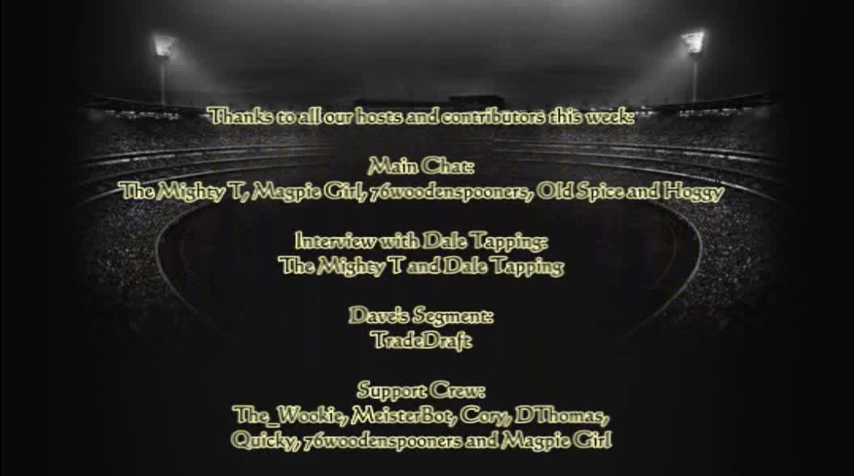 Thanks to all our hosts and contributors this week:
Main Chat:
The Mighty T, Magpie Girl, 76woodenspooners, Old Spice and Hoggy
Interview with Dale Tapping:
The Mighty T and Dale Tapping
Dave's Segment:
TradeDraft
Support Crew:
The_Wookie, MeisterBot, Cory, DThomas,
Quicky, 76woodenspooners and Magpie Girl